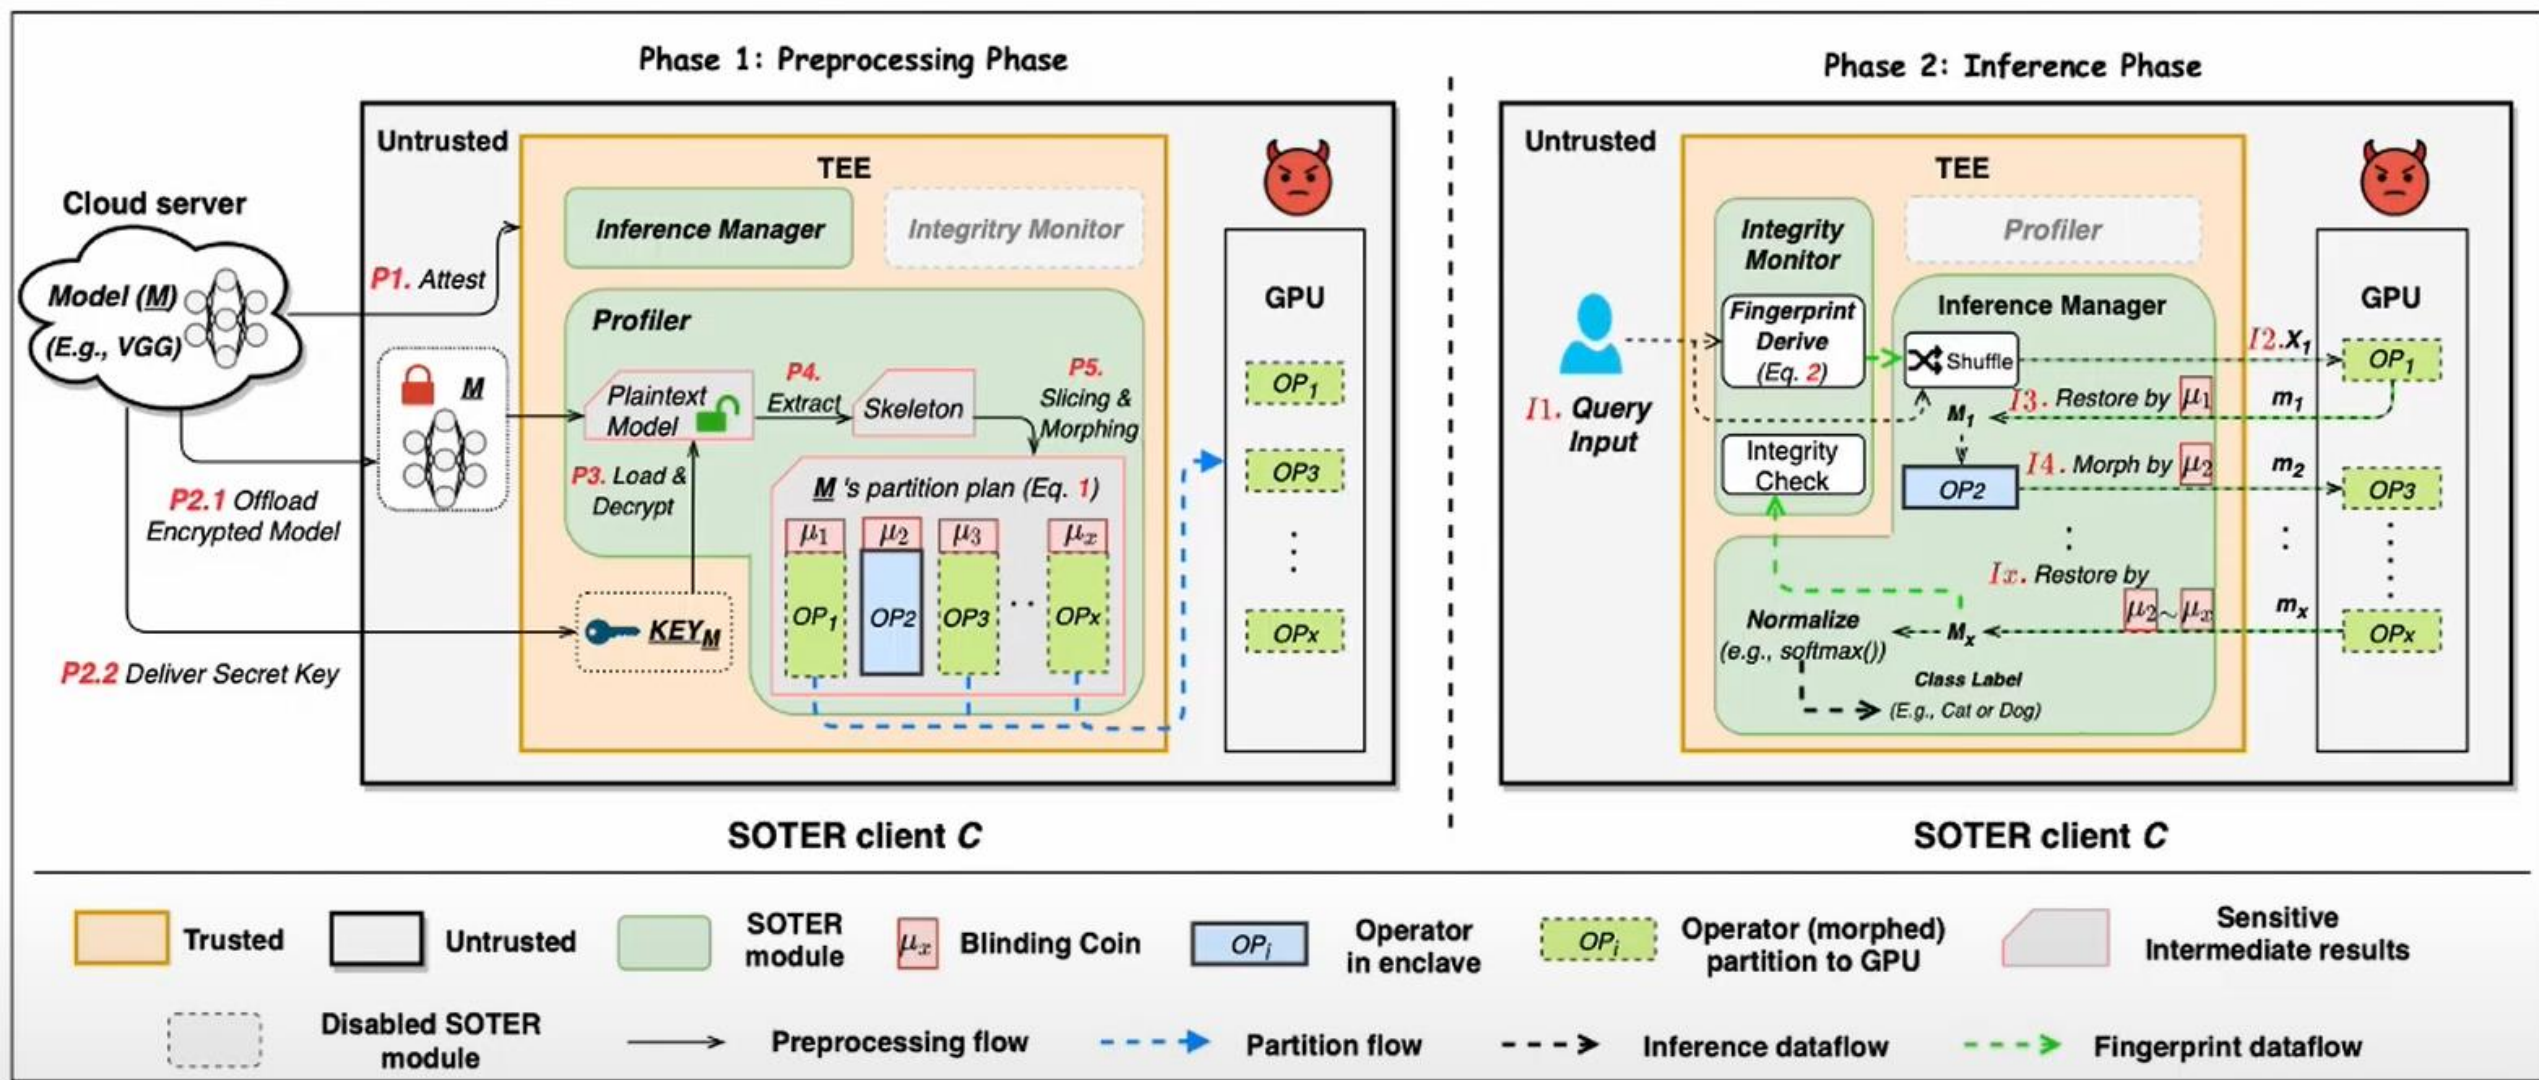 Phase 1: Preprocessing Phase
Untrusted
TEE
Cloud server
Inference Manager
Integritry Monitor
P1. Attest
Model (M)
(E.g., VGG)
GPU
Profiler
M
Plaintext
Model
P4.
Extract
Skeleton
P5.
Slicing &
Morphing
OP1
P3. Load &
Decrypt
OP3
P2.1 Offload
Encrypted Model
M 's partition plan (Eq. 1)
μ1 μ2 μ3 μx
OP1 OP2 OP3 ·· OPx
OPx
KEYM
P2.2 Deliver Secret Key
SOTER client C
Phase 2: Inference Phase
Untrusted
TEE
Integrity
Monitor
Profiler
GPU
Inference Manager
Fingerprint
Derive
(Eq. 2)
Shuffle
I2.X1
OP1
I1. Query
Input
M1
I3. Restore by μ1
m1
Integrity
Check
OP2
I4. Morph by μ2
m2
OP3
Ix. Restore by
μ2~μx
mx
OPx
Normalize
(e.g., softmax())
Mx
Class Label
(E.g., Cat or Dog)
SOTER client C
Trusted
Untrusted
SOTER
module
μx
Blinding Coin
OPi
Operator
in enclave
OPi
Operator (morphed)
partition to GPU
Sensitive
Intermediate results
Disabled SOTER
module
Preprocessing flow
Partition flow
Inference dataflow
Fingerprint dataflow